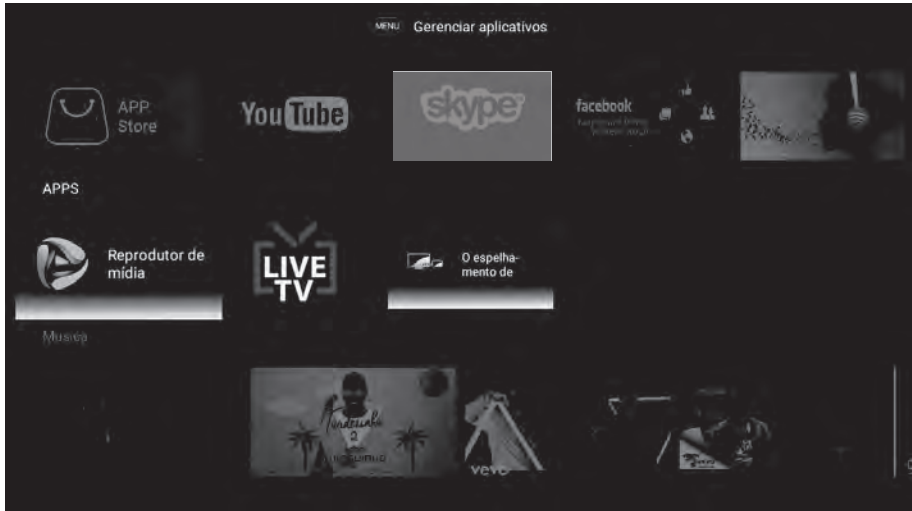 MENU Gerenciar aplicativos
APP
Store
YouTube
skype
facebook
APPS
Reprodutor de
mídia
LIVE
TV
O espelha-
mento de
Musica
2
vevo